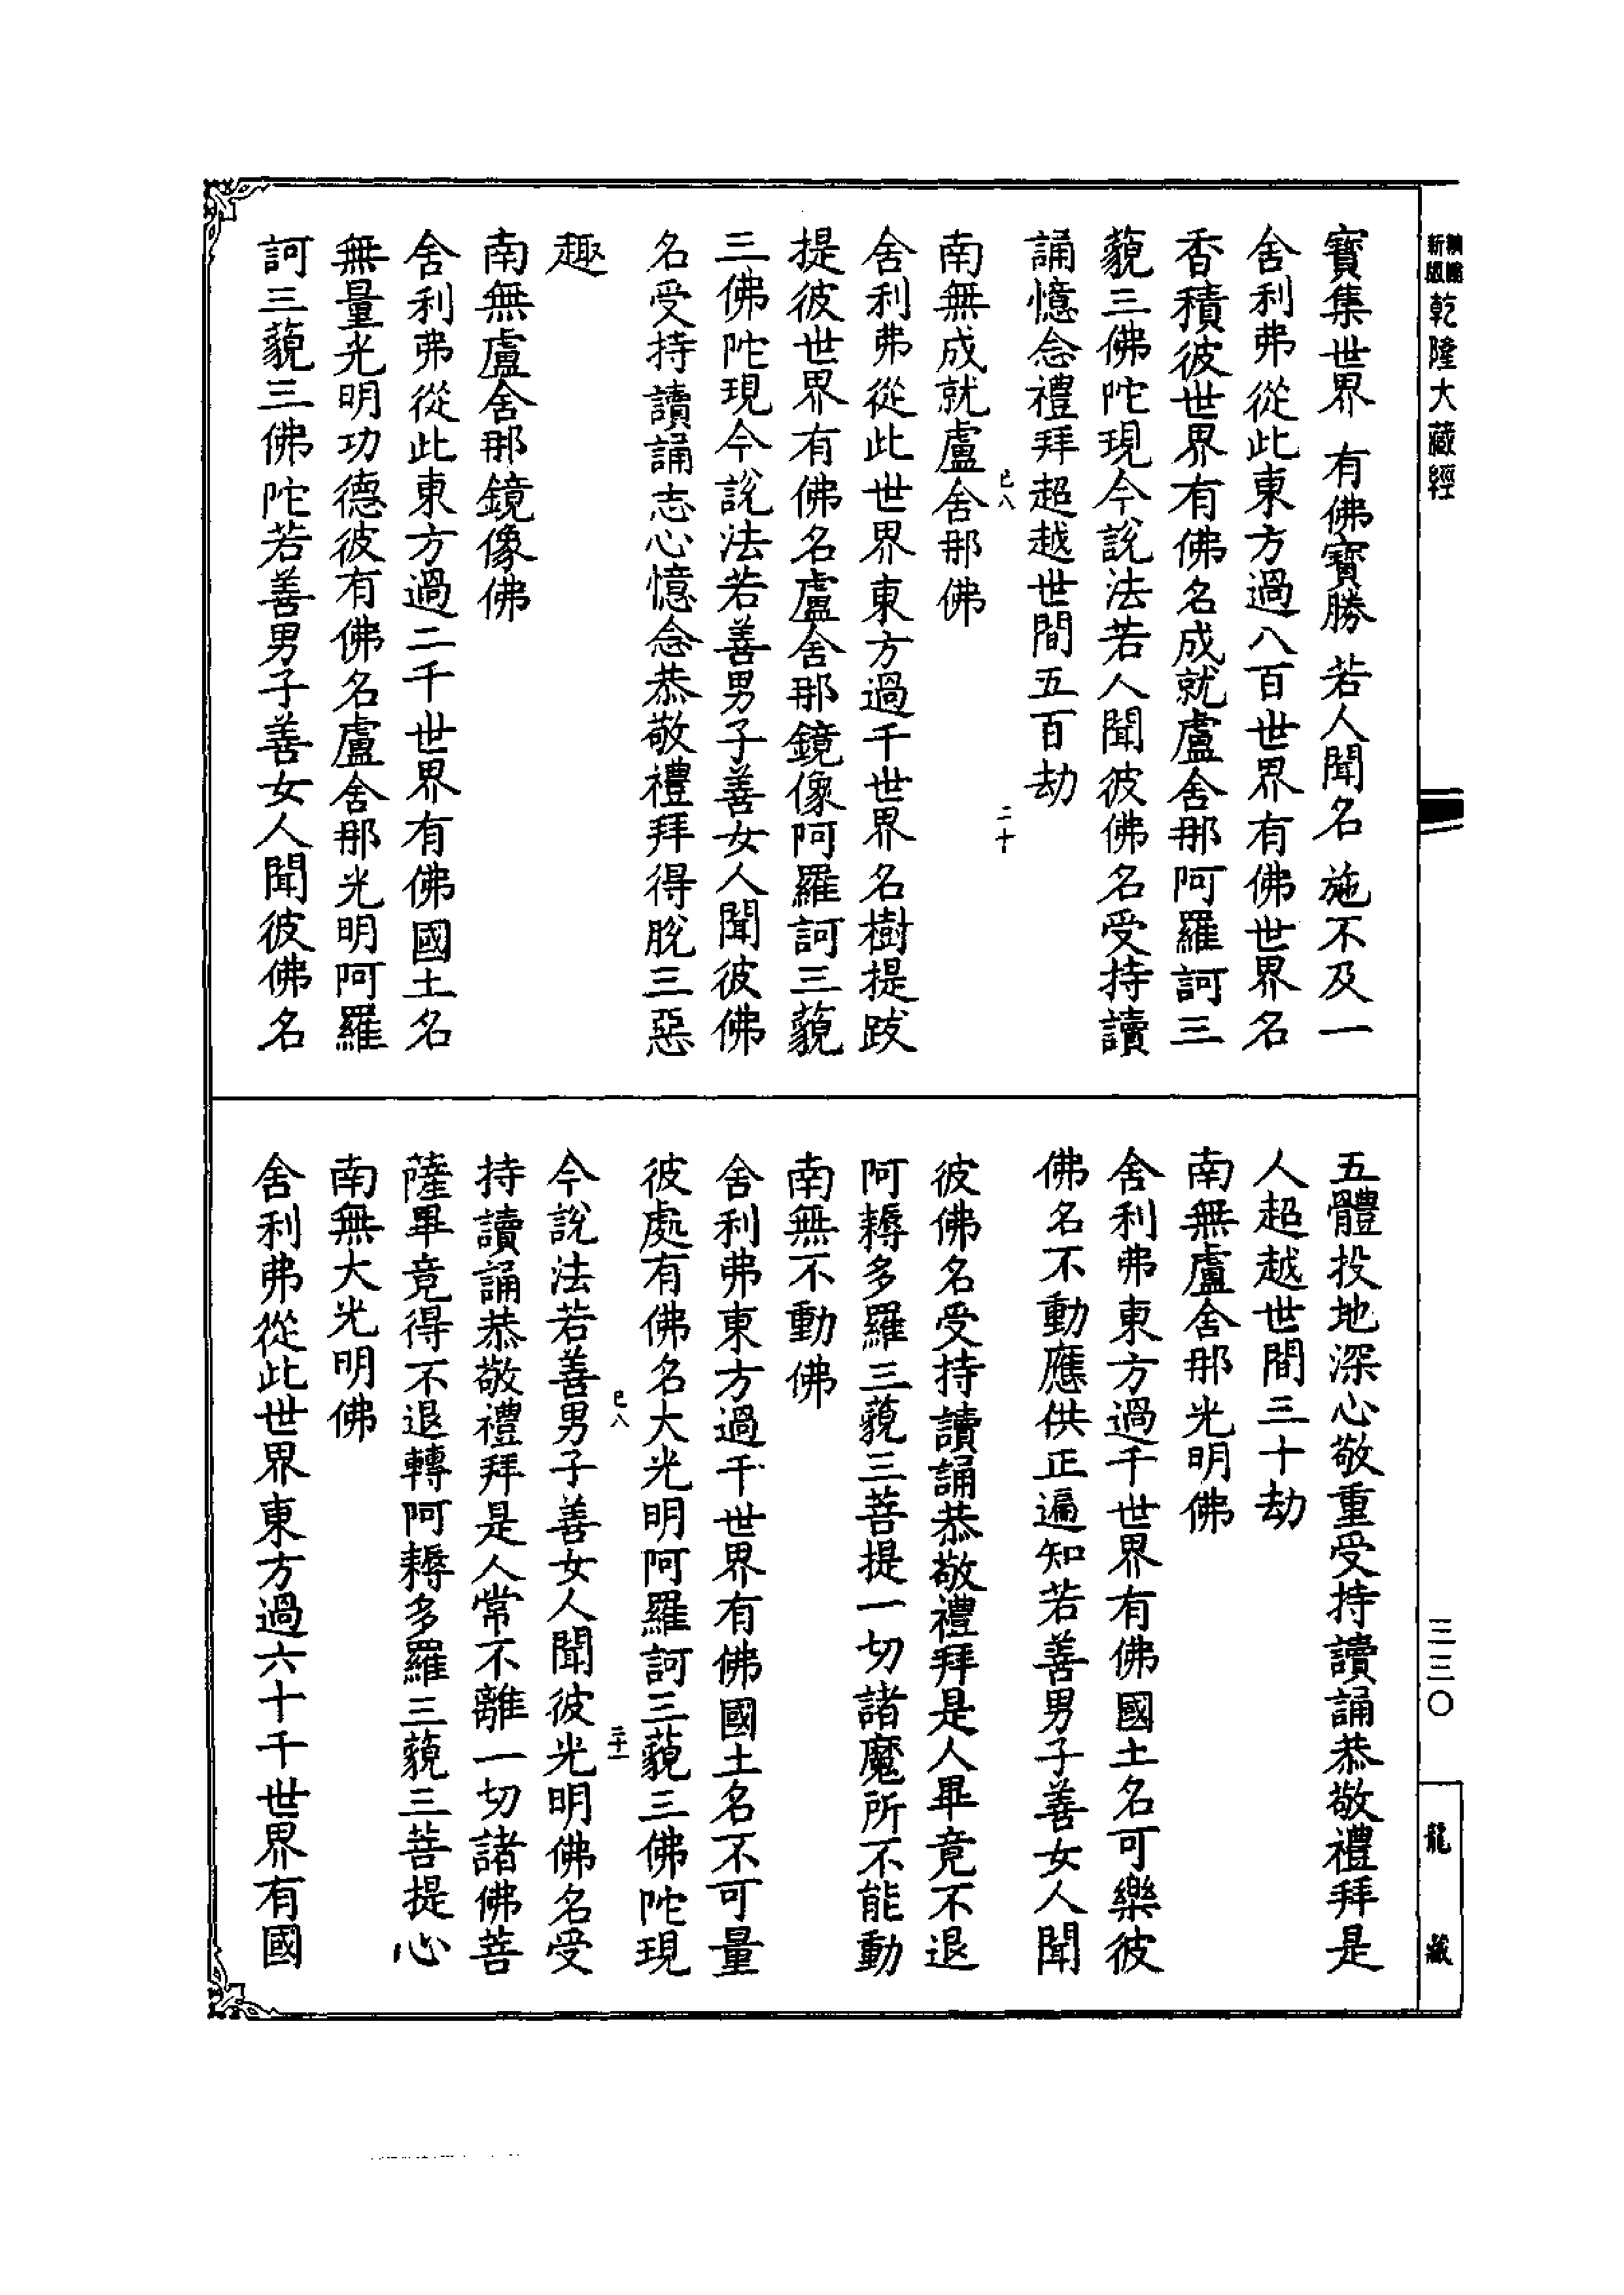 新版
乾隆大藏經
寶集世界 有佛寶勝 若人聞名 施不及一
舍利弗從此東方過八百世界有佛世界名
香積彼世界有佛名成就盧舍那阿羅訶三
藐三佛陀現今說法若人聞彼佛名受持讀
誦憶念禮拜超越世間五百劫
巳八
二十
南無成就盧舍那佛
舍利弗從此世界東方過千世界名樹提跋
提彼世界有佛名盧舍那鏡像阿羅訶三藐
三佛陀現今說法若善男子善女人聞彼佛
名受持讀誦志心憶念恭敬禮拜得脫三惡
趣
南無盧舍那鏡像佛
舍利弗從此東方過二千世界有佛國土名
無量光明功德彼有佛名盧舍那光明阿羅
訶三藐三佛陀若善男子善女人聞彼佛名
五體投地深心敬重受持讀誦恭敬禮拜是
人超越世間三十劫
南無盧舍那光明佛
舍利弗東方過千世界有佛國土名可樂彼
佛名不動應供正遍知若善男子善女人聞
彼佛名受持讀誦恭敬禮拜是人畢竟不退
阿耨多羅三藐三菩提一切諸魔所不能動
南無不動佛
舍利弗東方過千世界有佛國土名不可量
彼處有佛名大光明阿羅訶三藐三佛陀現
巳八
二十一
今說法若善男子善女人聞彼光明佛名受
持讀誦恭敬禮拜是人常不離一切諸佛菩
薩畢竟得不退轉阿耨多羅三藐三菩提心
南無大光明佛
舍利弗從此世界東方過六十千世界有國
三三〇
龍藏